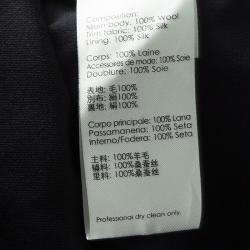 Composition:
Main body: 100% Wool
Trim fabric: 100% Silk
Lining: 100% Silk
Corps: 100% Laine
Accessoires de mode: 100% Soie
Doublure: 100% Soie
表地: 毛100%
別布: 絹100%
裏地: 絹100%
Corpo principale: 100% Lana
Passamaneria: 100% Seta
Interno/Fodera: 100% Seta
主料: 100%羊毛
辅料: 100%桑蚕丝
里料: 100%桑蚕丝
Professional dry clean only.